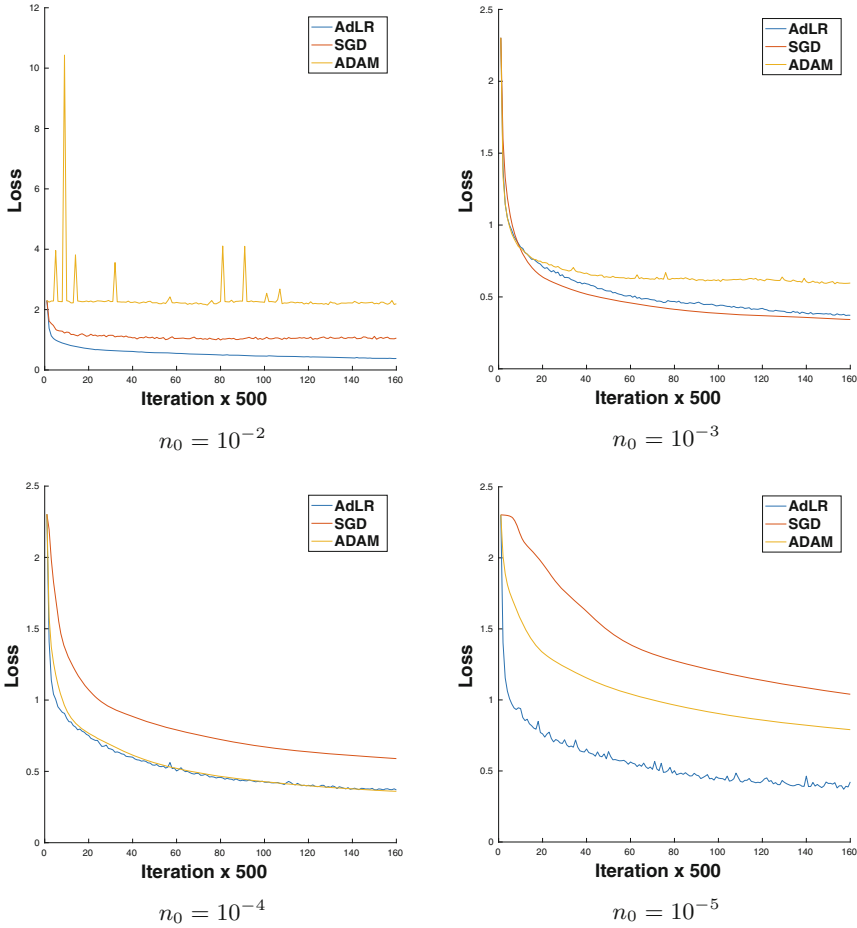 12
10
8
6
4
2
0
Loss
AdLR
SGD
ADAM
0 20 40 60 80 100 120 140 160
Iteration x 500
n₀ = 10⁻²
2.5
2
1.5
1
0.5
0
Loss
AdLR
SGD
ADAM
0 20 40 60 80 100 120 140 160
Iteration x 500
n₀ = 10⁻³
2.5
2
1.5
1
0.5
0
Loss
AdLR
SGD
ADAM
0 20 40 60 80 100 120 140 160
Iteration x 500
n₀ = 10⁻⁴
2.5
2
1.5
1
0.5
0
Loss
AdLR
SGD
ADAM
0 20 40 60 80 100 120 140 160
Iteration x 500
n₀ = 10⁻⁵